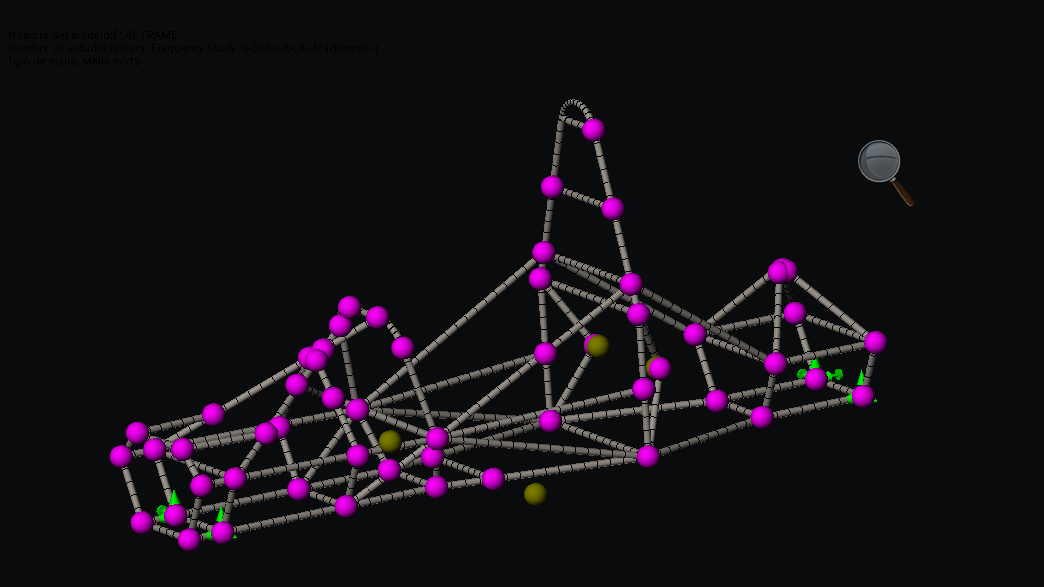 Nombre del modelo:FSAE FRAME
Nombre de estudio:Natural Frequency Study 1(-Default<As Machined>-)
Tipo de malla: Malla mixta